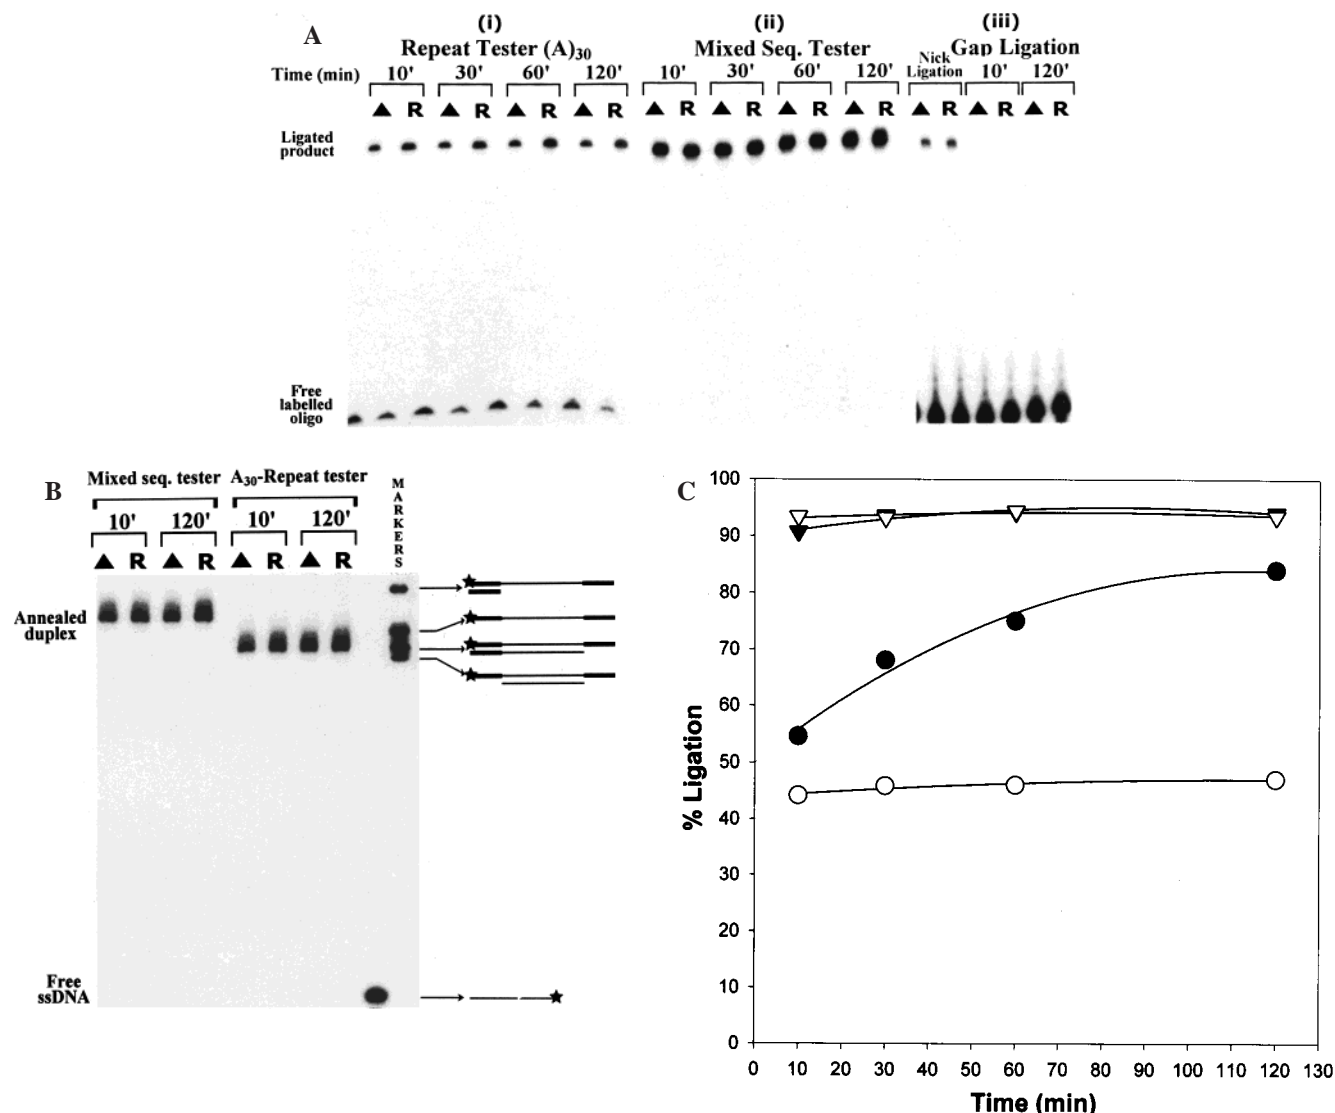 A
(i)
(ii)
(iii)
Repeat Tester (A)30
Mixed Seq. Tester
Gap Ligation
Nick
Ligation
Time (min)
10' 30' 60' 120'
10' 30' 60' 120'
10' 120'
▲ R ▲ R ▲ R ▲ R ▲ R ▲ R ▲ R ▲ R ▲ R ▲ R ▲ R
Ligated
product
Free
labelled
oligo
B
Mixed seq. tester
A30-Repeat tester
10' 120'
10' 120'
▲ R ▲ R ▲ R ▲ R
MARKERS
Annealed
duplex
Free
ssDNA
C
100
90
80
70
60
50
40
30
20
10
0
% Ligation
0 10 20 30 40 50 60 70 80 90 100 110 120 130
Time (min)